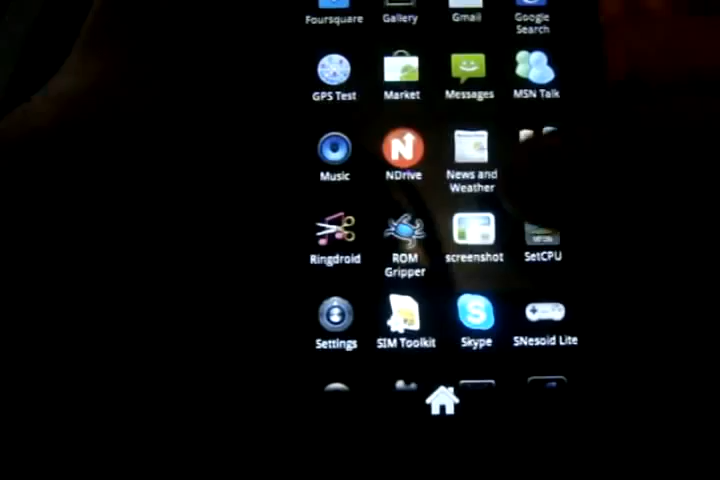 Foursquare
Gallery
Gmail
Google
Search
GPS Test
Market
Messages
MSN Talk
Music
NDrive
News and
Weather
Ringdroid
ROM
Gripper
screenshot
SetCPU
Settings
SIM Toolkit
Skype
SNesoid Lite